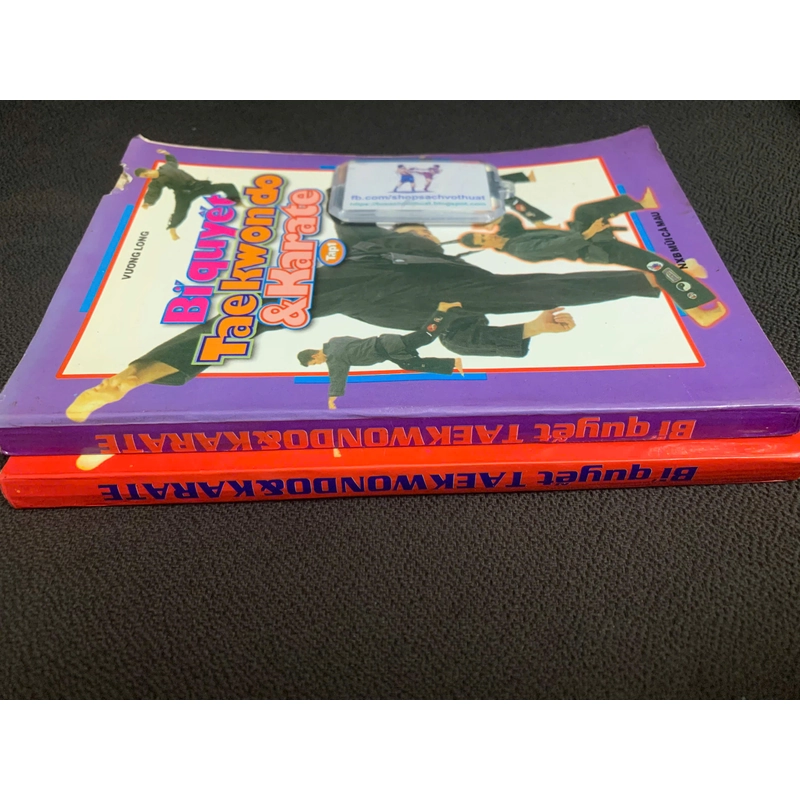 VƯƠNG LONG
Bí quyết
Taekwondo
& Karate
Tập 1
fb.com/shopsachvothuat
NXB MŨI CÀ MAU
Bí quyết TAEKWONDO&KARATE
Bí quyết TAEKWONDO&KARATE